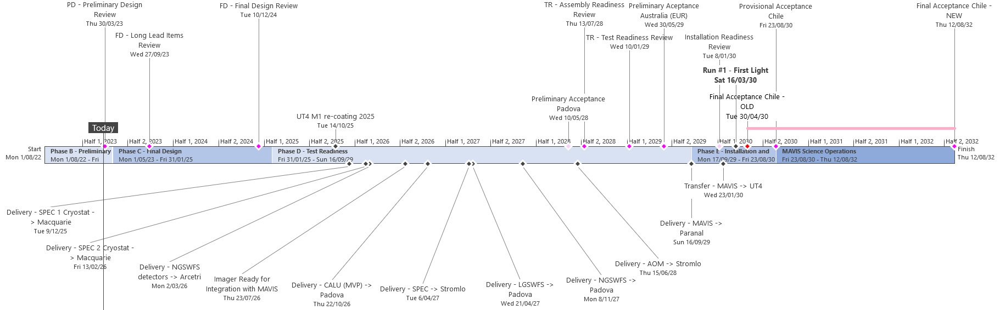 PD - Preliminary Design
Review
Thu 30/03/23
FD - Long Lead Items
Review
Wed 27/09/23
FD - Final Design Review
Tue 10/12/24
TR - Assembly Readiness
Review
Thu 13/07/28
Preliminary Aceptance
Australia (EUR)
Wed 30/05/29
TR - Test Readiness Review
Wed 10/01/29
Installation Readiness
Review
Tue 8/01/30
Provisional Acceptance
Chile
Fri 23/08/30
Final Acceptance Chile -
NEW
Thu 12/08/32
Run #1 - First Light
Sat 16/03/30
Final Acceptance Chile -
OLD
Tue 30/04/30
Preliminary Acceptance
Padova
Wed 10/05/28
UT4 M1 re-coating 2025
Tue 14/10/25
Today
Half 1, 2023
Half 2, 2023
Half 1, 2024
Half 2, 2024
Half 1, 2025
Half 2, 2025
Half 1, 2026
Half 2, 2026
Half 1, 2027
Half 2, 2027
Half 1, 2028
Half 2, 2028
Half 1, 2029
Half 2, 2029
Half 1, 2030
Half 2, 2030
Half 1, 2031
Half 2, 2031
Half 1, 2032
Half 2, 2032
Start
Mon 1/08/22
Phase B - Preliminary
Mon 1/08/22 - Fri
Phase C - Final Design
Mon 1/05/23 - Fri 31/01/25
Phase D - Test Readiness
Fri 31/01/25 - Sun 16/09/29
Phase E - Installation and
Mon 17/09/29 - Fri 23/08/30
MAVIS Science Operations
Fri 23/08/30 - Thu 12/08/32
Finish
Thu 12/08/32
Transfer - MAVIS -> UT4
Wed 23/01/30
Delivery - SPEC 1 Cryostat -
> Macquarie
Tue 9/12/25
Delivery - MAVIS ->
Paranal
Sun 16/09/29
Delivery - SPEC 2 Cryostat -
> Macquarie
Fri 13/02/26
Delivery - NGSWFS
detectors -> Arcetri
Mon 2/03/26
Imager Ready for
Integration with MAVIS
Thu 23/07/26
Delivery - CALU (MVP) ->
Padova
Thu 22/10/26
Delivery - SPEC -> Stromlo
Tue 6/04/27
Delivery - LGSWFS ->
Padova
Wed 21/04/27
Delivery - NGSWFS ->
Padova
Mon 8/11/27
Delivery - AOM -> Stromlo
Thu 15/06/28